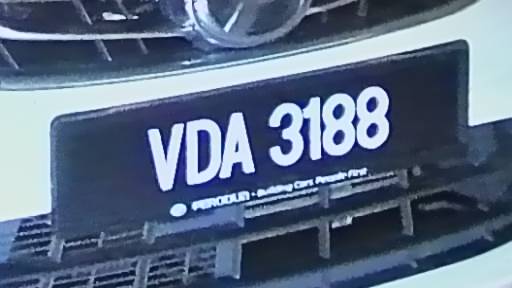 VDA 3188
PERODUA - Building Cars People First